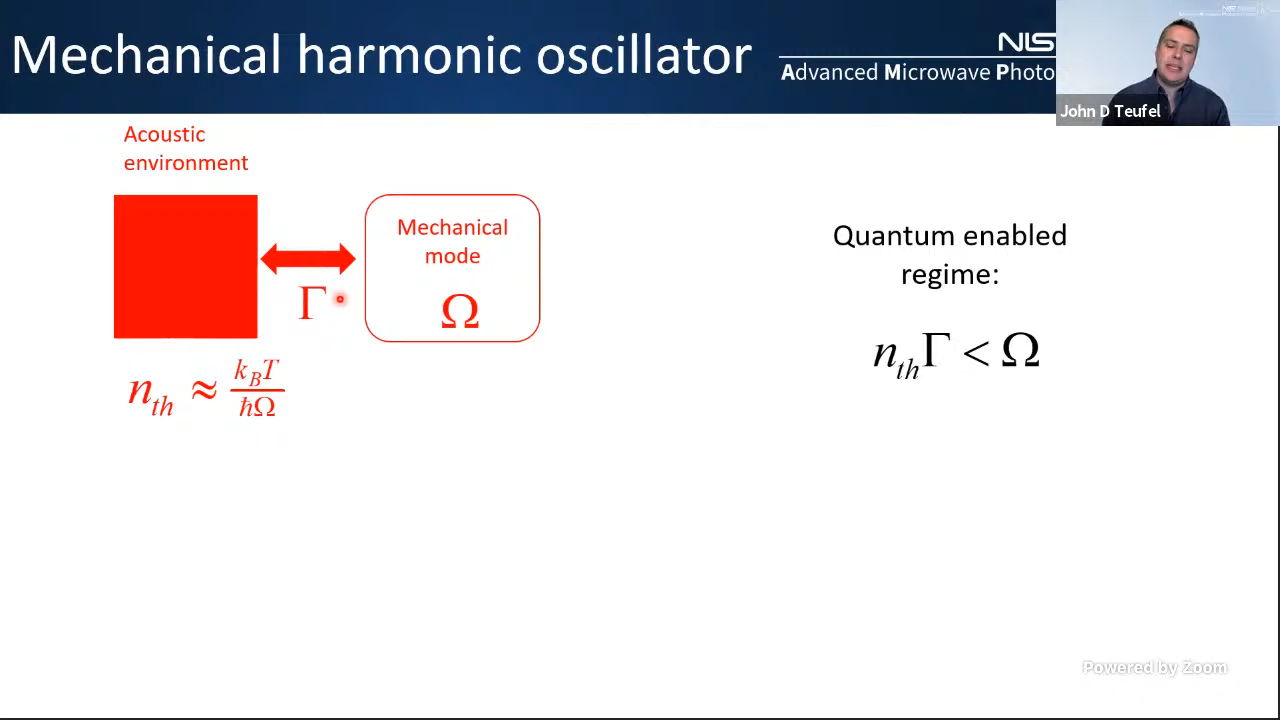 Mechanical harmonic oscillator
NIS
Advanced Microwave Photo
John D Teufel
Acoustic
environment
Mechanical
mode
Γ
Ω
n_th ≈ k_B T / ħΩ
Quantum enabled
regime:
n_th Γ < Ω
Powered by Zoom